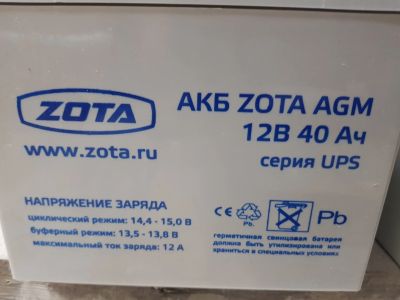 ZOTA
www.zota.ru
АКБ ZOTA AGM
12В 40 Ач
серия UPS
НАПРЯЖЕНИЕ ЗАРЯДА
циклический режим: 14,4 - 15,0 В
буферный режим: 13,5 - 13,8 В
максимальный ток заряда: 12 А
CE Pb Pb
герметичная свинцовая батарея
должна быть утилизирована или
храниться в специальных условиях